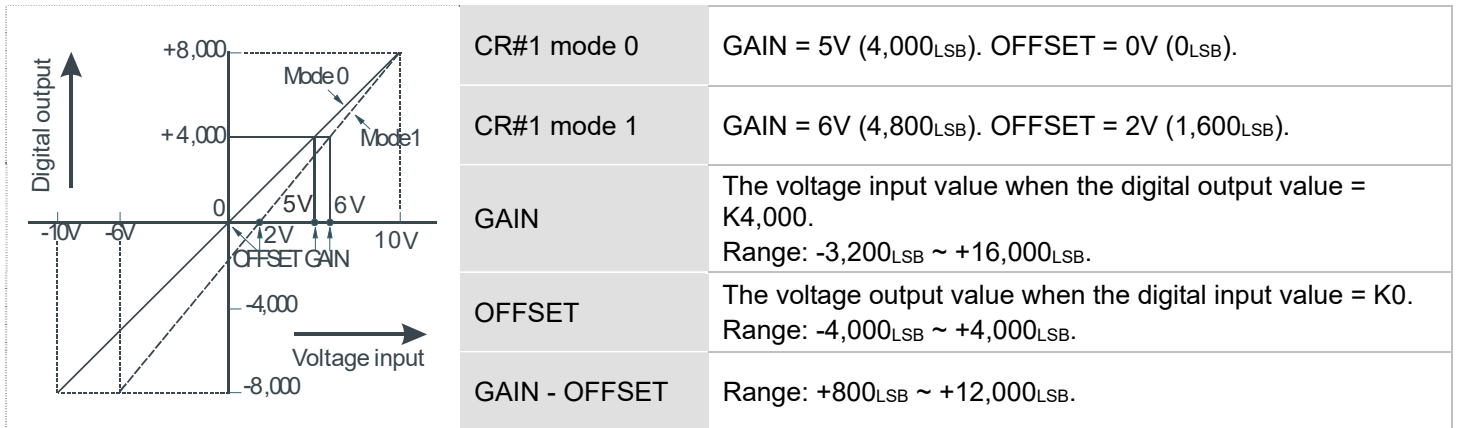 +8,000
Mode 0
+4,000
Mode1
Digital output
0
5V
6V
-10V
-6V
2V
10V
OFFSET GAIN
-4,000
Voltage input
-8,000
CR#1 mode 0
GAIN = 5V (4,000LSB). OFFSET = 0V (0LSB).
CR#1 mode 1
GAIN = 6V (4,800LSB). OFFSET = 2V (1,600LSB).
GAIN
The voltage input value when the digital output value =
K4,000.
Range: -3,200LSB ~ +16,000LSB.
OFFSET
The voltage output value when the digital input value = K0.
Range: -4,000LSB ~ +4,000LSB.
GAIN - OFFSET
Range: +800LSB ~ +12,000LSB.